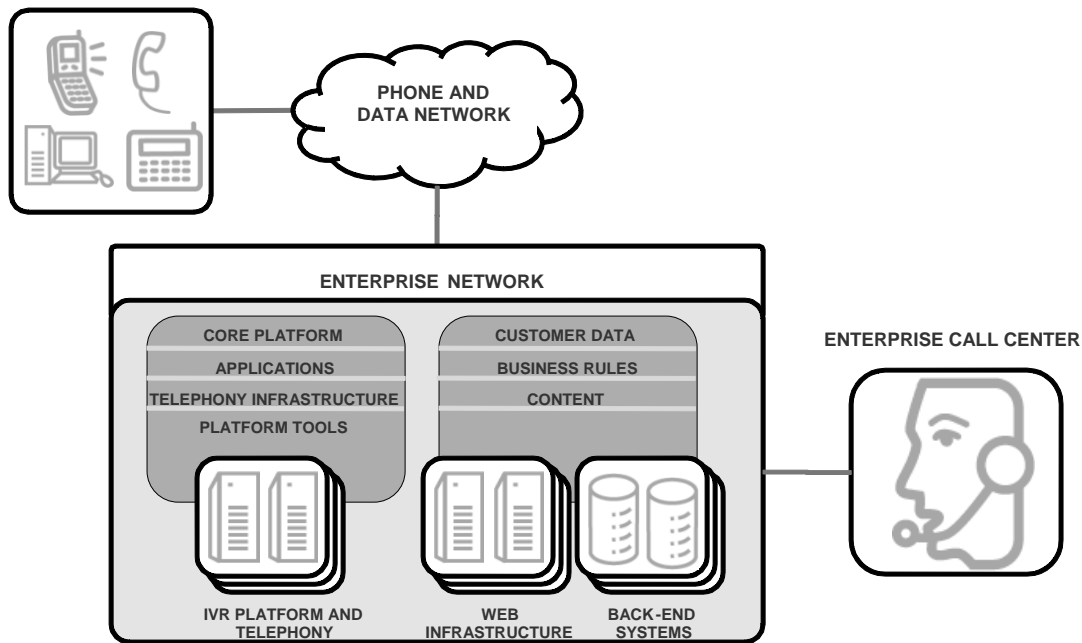 PHONE AND
DATA NETWORK
ENTERPRISE NETWORK
CORE PLATFORM
APPLICATIONS
TELEPHONY INFRASTRUCTURE
PLATFORM TOOLS
CUSTOMER DATA
BUSINESS RULES
CONTENT
ENTERPRISE CALL CENTER
IVR PLATFORM AND
TELEPHONY
WEB
INFRASTRUCTURE
BACK-END
SYSTEMS